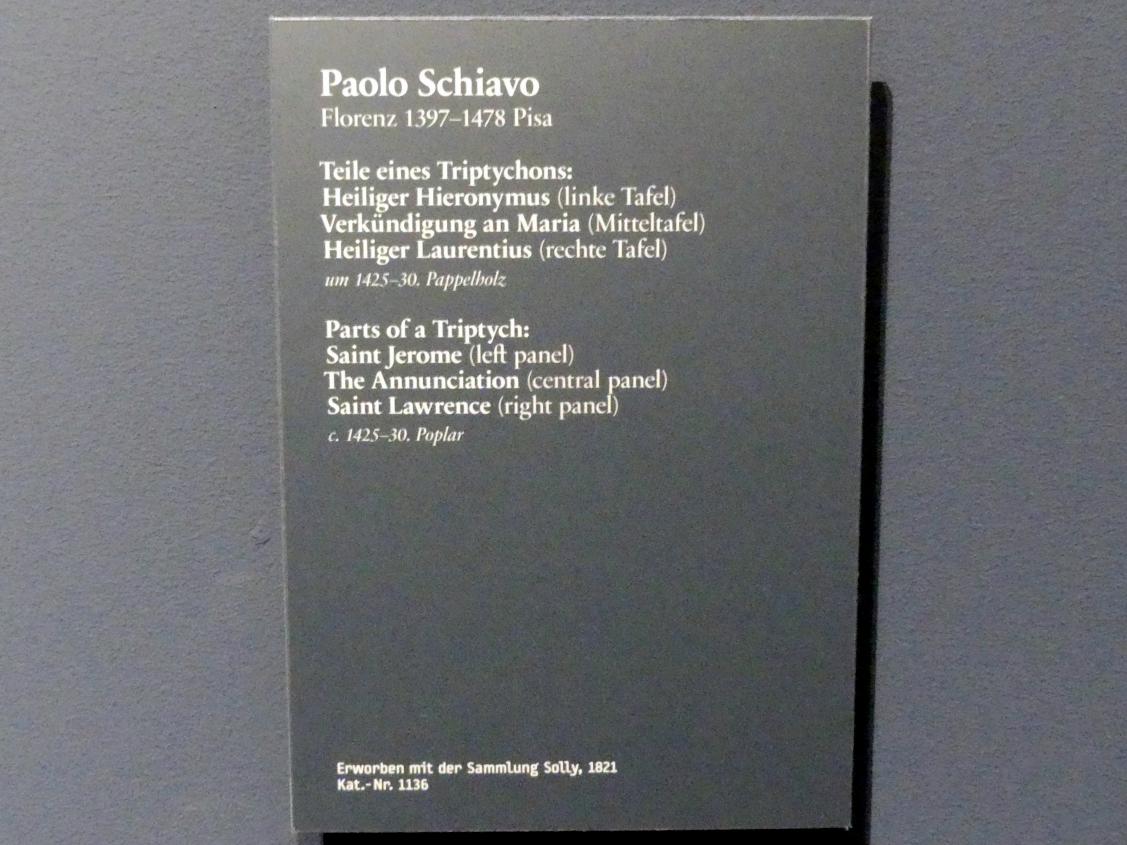 Paolo Schiavo
Florenz 1397–1478 Pisa
Teile eines Triptychons:
Heiliger Hieronymus (linke Tafel)
Verkündigung an Maria (Mitteltafel)
Heiliger Laurentius (rechte Tafel)
um 1425–30. Pappelholz
Parts of a Triptych:
Saint Jerome (left panel)
The Annunciation (central panel)
Saint Lawrence (right panel)
c. 1425–30. Poplar
Erworben mit der Sammlung Solly, 1821
Kat.-Nr. 1136